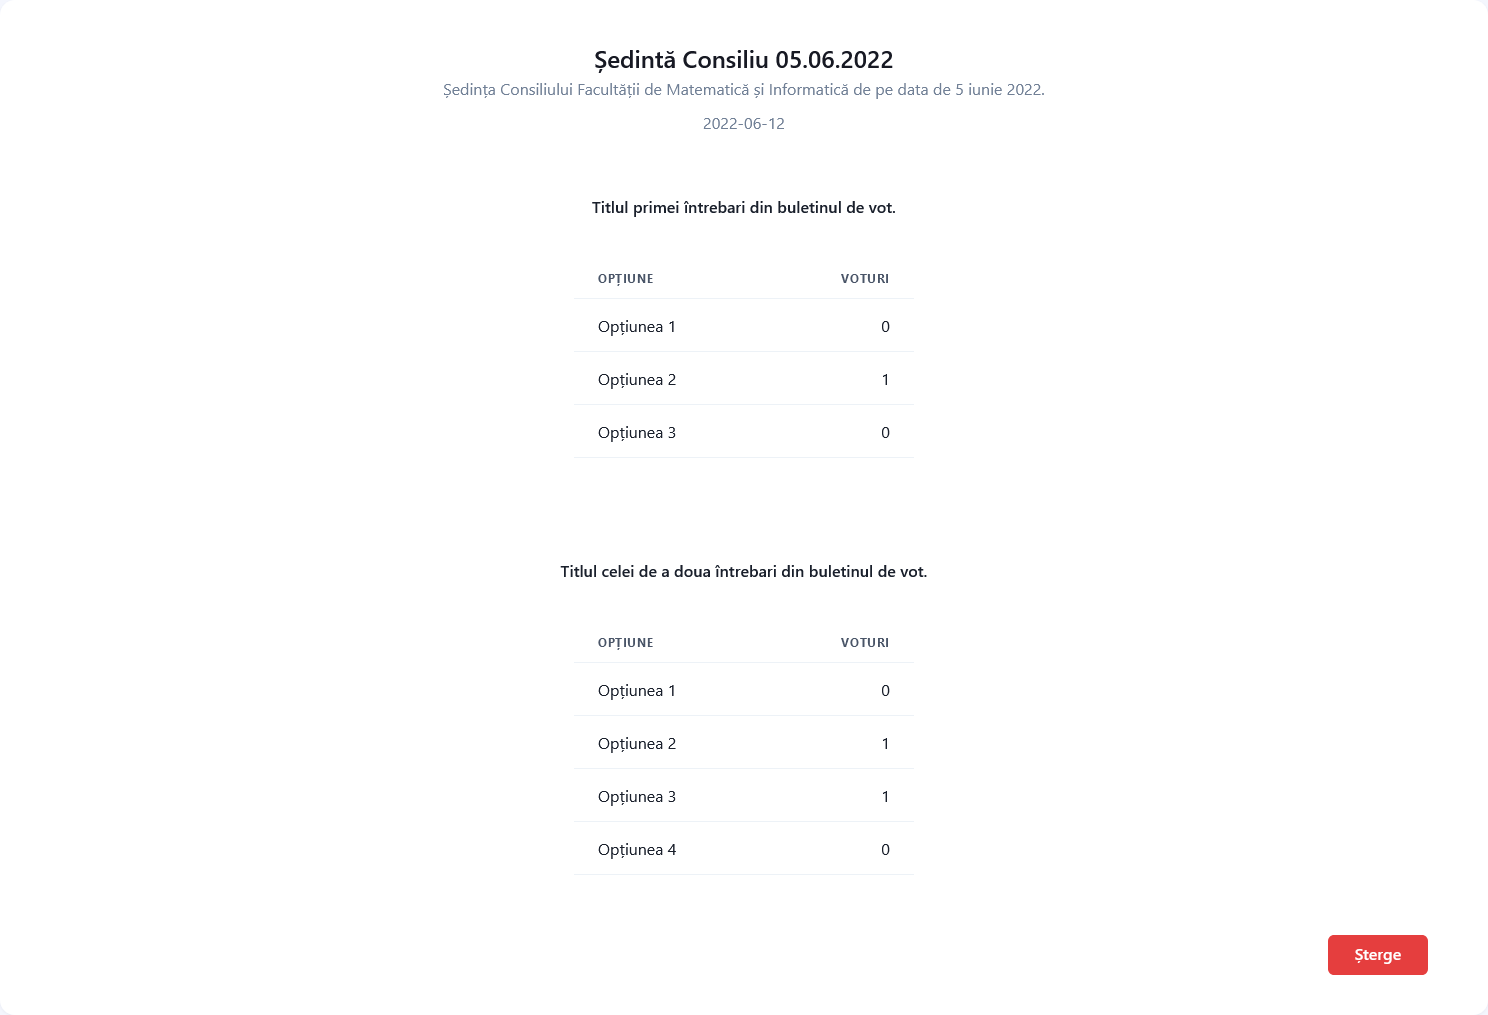 Ședintă Consiliu 05.06.2022
Ședința Consiliului Facultății de Matematică și Informatică de pe data de 5 iunie 2022.
2022-06-12
Titlul primei întrebari din buletinul de vot.
OPȚIUNE VOTURI
Opțiunea 1 0
Opțiunea 2 1
Opțiunea 3 0
Titlul celei de a doua întrebari din buletinul de vot.
OPȚIUNE VOTURI
Opțiunea 1 0
Opțiunea 2 1
Opțiunea 3 1
Opțiunea 4 0
Șterge